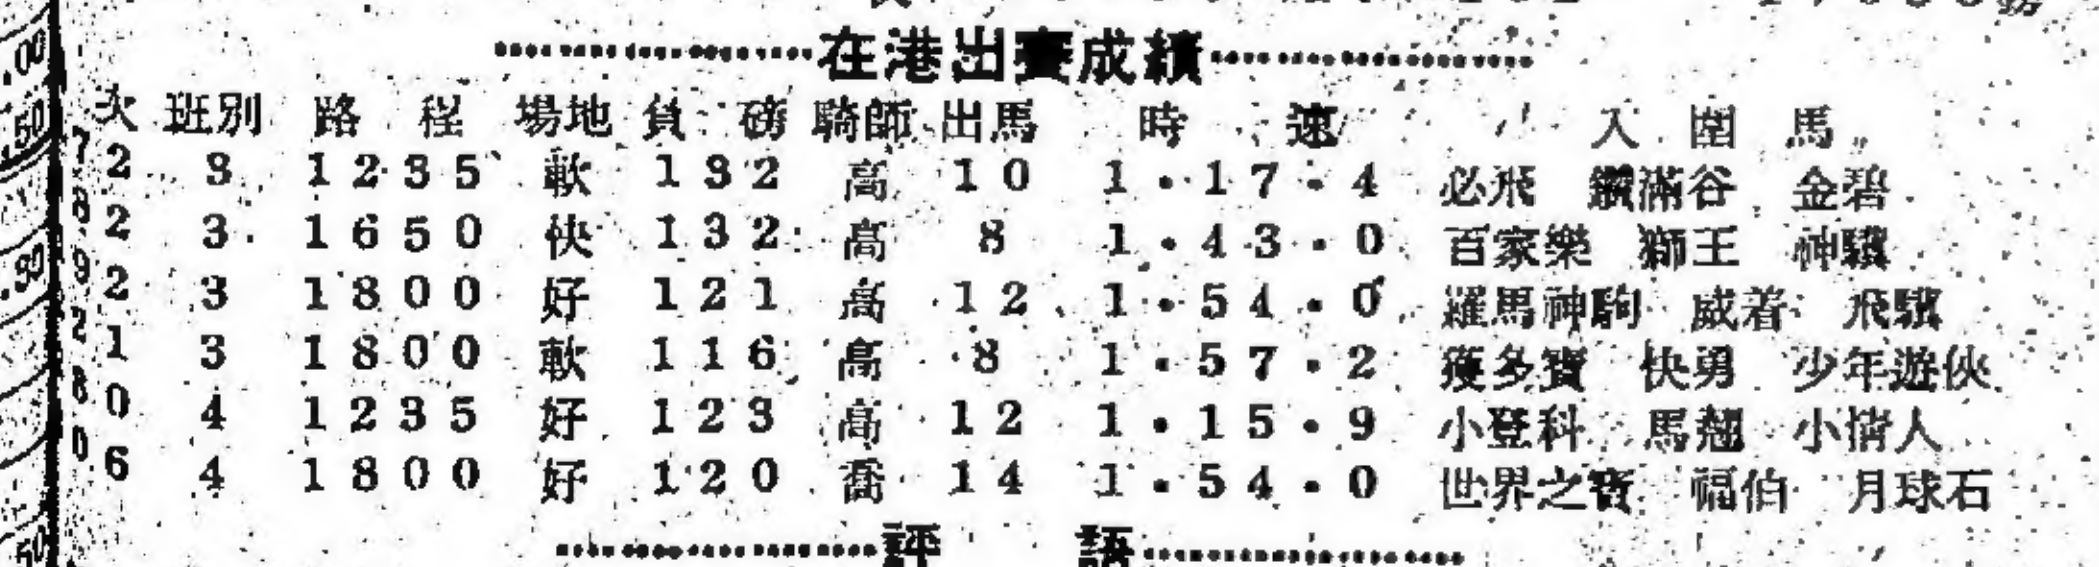 在港出賽成績
次 班別 路程 場地 負磅 騎師 出馬 時速 入圍馬
2 3 1235 軟 132 高 10 1.17.4 必飛 鑽滿谷 金碧
2 3 1650 快 132 高 8 1.43.0 百家樂 獅王 神驥
2 3 1800 好 121 高 12 1.54.0 羅馬神駒 威着 飛驥
1 3 1800 軟 116 高 8 1.57.2 獲多寶 快勇 少年遊俠
0 4 1235 好 123 高 12 1.15.9 小登科 馬翹 小情人
6 4 1800 好 120 喬 14 1.54.0 世界之寶 福伯 月球石
評語